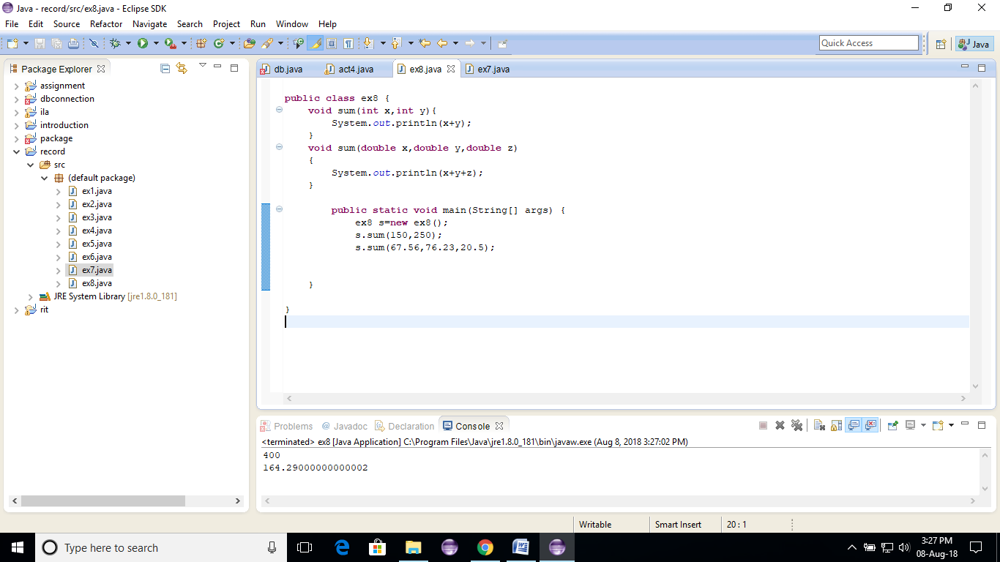 Java - record/src/ex8.java - Eclipse SDK
File Edit Source Refactor Navigate Search Project Run Window Help
Quick Access
Java
Package Explorer
assignment
dbconnection
ila
introduction
package
record
src
(default package)
ex1.java
ex2.java
ex3.java
ex4.java
ex5.java
ex6.java
ex7.java
ex8.java
JRE System Library [jre1.8.0_181]
rit
db.java act4.java ex8.java ex7.java
public class ex8 {
void sum(int x,int y){
System.out.println(x+y);
}
void sum(double x,double y,double z)
{
System.out.println(x+y+z);
}
public static void main(String[] args) {
ex8 s=new ex8();
s.sum(150,250);
s.sum(67.56,76.23,20.5);
}
}
Problems @ Javadoc Declaration Console
<terminated> ex8 [Java Application] C:\Program Files\Java\jre1.8.0_181\bin\javaw.exe (Aug 8, 2018 3:27:02 PM)
400
164.29000000000002
Writable Smart Insert 20 : 1
Type here to search
3:27 PM
08-Aug-18